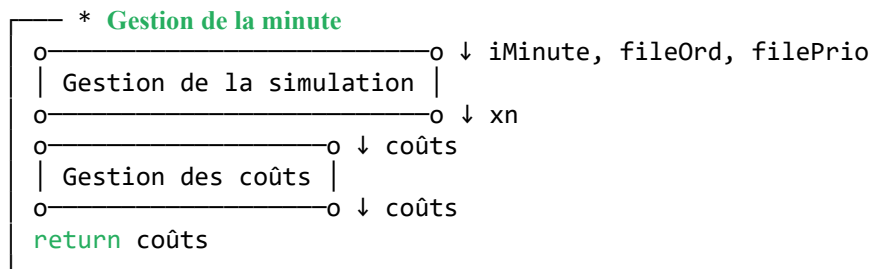 * Gestion de la minute
o──────────────────────────o ↓ iMinute, fileOrd, filePrio
│ Gestion de la simulation │
o──────────────────────────o ↓ xn
o───────────────────o ↓ coûts
│ Gestion des coûts │
o───────────────────o ↓ coûts
return coûts